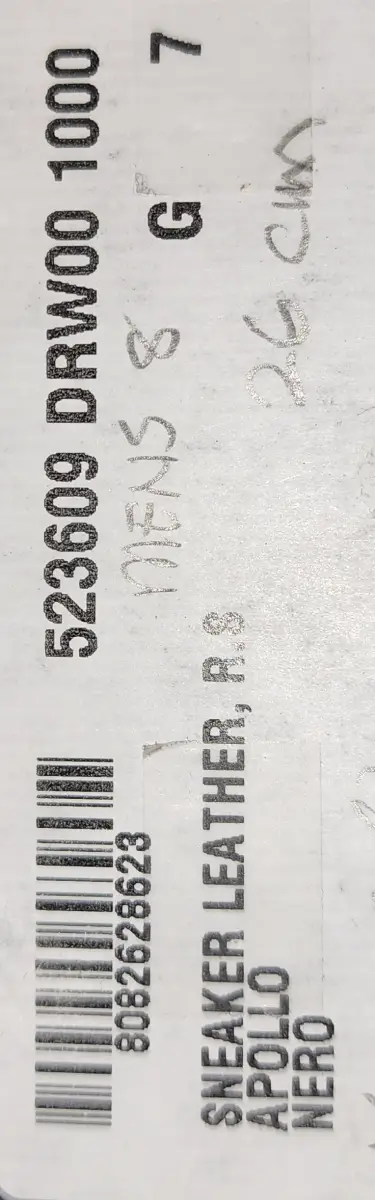 523609 DRW00 1000
8082628623
MENS 8
G 7
SNEAKER LEATHER, R.S
APOLLO
NERO
26 CM